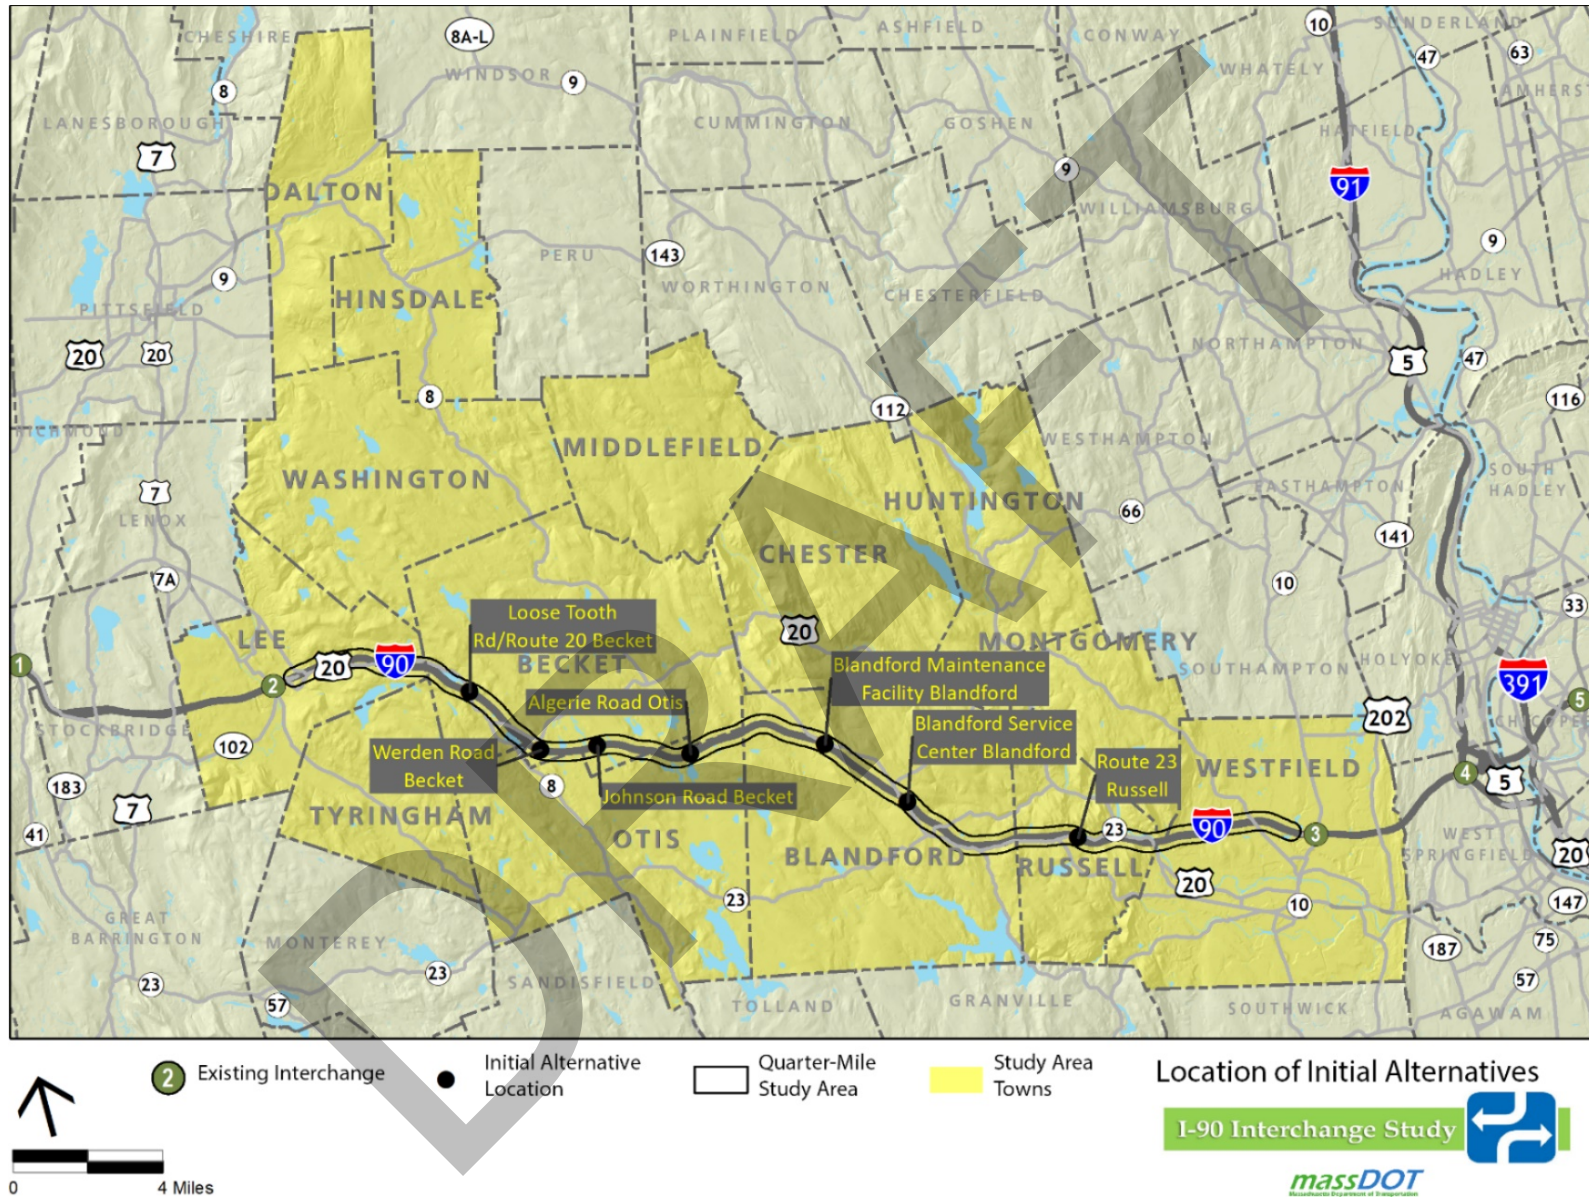 CHESHIRE
8A-L
PLAINFIELD
ASHFIELD
CONWAY
10
SUNDERLAND
WINDSOR
9
8
WHATELY
47
63
AMHERST
LANESBOROUGH
CUMMINGTON
GOSHEN
HATFIELD
7
9
91
DALTON
WILLIAMSBURG
PERU
143
9
HADLEY
9
WORTHINGTON
CHESTERFIELD
HINSDALE
PITTSFIELD
20
20
NORTHAMPTON
5
47
8
112
116
RICHMOND
MIDDLEFIELD
WESTHAMPTON
WASHINGTON
7
HUNTINGTON
EASTHAMPTON
SOUTH
HADLEY
LENOX
66
141
CHESTER
7A
10
33
Loose Tooth
Rd/Route 20 Becket
LEE
20
MONTGOMERY
1
20
90
BECKET
Blandford Maintenance
Facility Blandford
SOUTHAMPTON
HOLYOKE
391
2
Algerie Road Otis
Blandford Service
Center Blandford
202
5
CHICOPEE
STOCKBRIDGE
102
Werden Road
Becket
Route 23
Russell
WESTFIELD
4
5
183
8
Johnson Road Becket
7
TYRINGHAM
41
OTIS
23
90
3
WEST
SPRINGFIELD
BLANDFORD
RUSSELL
20
20
23
10
147
GREAT
BARRINGTON
MONTEREY
187
75
23
23
SANDISFIELD
57
TOLLAND
GRANVILLE
SOUTHWICK
57
AGAWAM
DRAFT
2 Existing Interchange
Initial Alternative
Location
Quarter-Mile
Study Area
Study Area
Towns
Location of Initial Alternatives
I-90 Interchange Study
0 4 Miles
massDOT
Massachusetts Department of Transportation